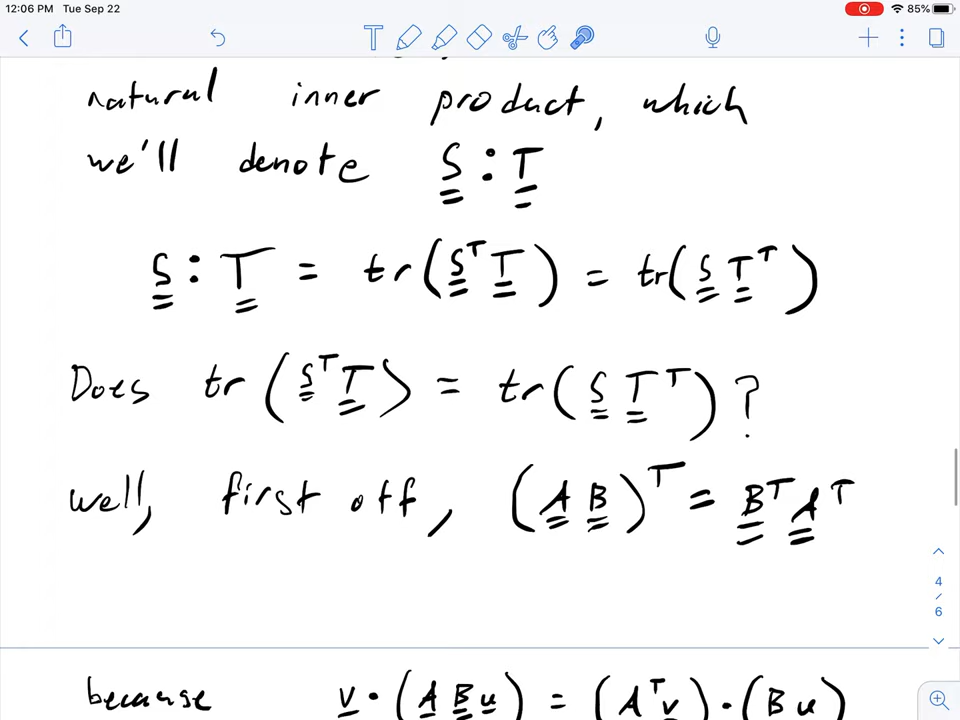 12:06 PM Tue Sep 22 85%
natural inner product, which
we'll denote S : T
S : T = tr(SᵀT) = tr(STᵀ)
Does tr(SᵀT) = tr(STᵀ)?
well, first off, (AB)ᵀ = BᵀAᵀ
4
/
6
because v · (ABu) = (Aᵀv) · (Bu)